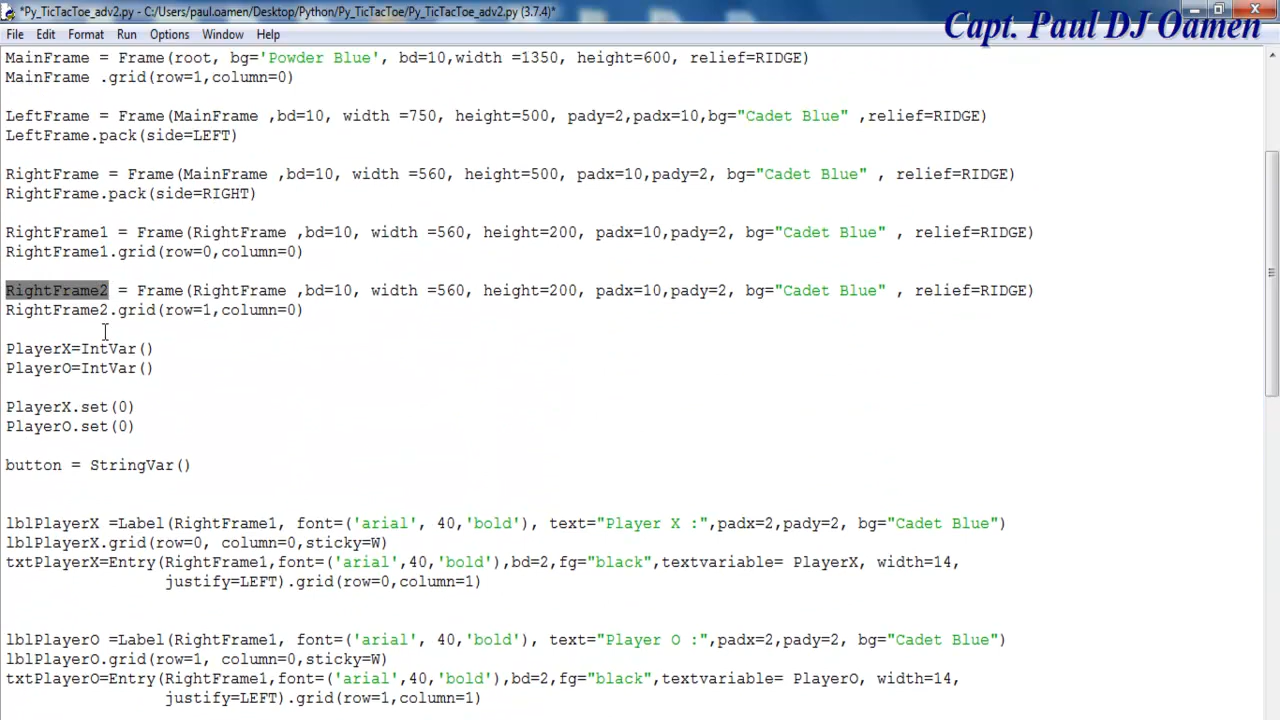 *Py_TicTacToe_adv2.py - C:/Users/paul.oamen/Desktop/Python/Py_TicTacToe/Py_TicTacToe_adv2.py (3.7.4)*
Capt. Paul DJ Oamen
File Edit Format Run Options Window Help
MainFrame = Frame(root, bg='Powder Blue', bd=10,width =1350, height=600, relief=RIDGE)
MainFrame .grid(row=1,column=0)
LeftFrame = Frame(MainFrame ,bd=10, width =750, height=500, pady=2,padx=10,bg="Cadet Blue" ,relief=RIDGE)
LeftFrame.pack(side=LEFT)
RightFrame = Frame(MainFrame ,bd=10, width =560, height=500, padx=10,pady=2, bg="Cadet Blue" , relief=RIDGE)
RightFrame.pack(side=RIGHT)
RightFrame1 = Frame(RightFrame ,bd=10, width =560, height=200, padx=10,pady=2, bg="Cadet Blue" , relief=RIDGE)
RightFrame1.grid(row=0,column=0)
RightFrame2 = Frame(RightFrame ,bd=10, width =560, height=200, padx=10,pady=2, bg="Cadet Blue" , relief=RIDGE)
RightFrame2.grid(row=1,column=0)
PlayerX=IntVar()
PlayerO=IntVar()
PlayerX.set(0)
PlayerO.set(0)
button = StringVar()
lblPlayerX =Label(RightFrame1, font=('arial', 40,'bold'), text="Player X :",padx=2,pady=2, bg="Cadet Blue")
lblPlayerX.grid(row=0, column=0,sticky=W)
txtPlayerX=Entry(RightFrame1,font=('arial',40,'bold'),bd=2,fg="black",textvariable= PlayerX, width=14,
justify=LEFT).grid(row=0,column=1)
lblPlayerO =Label(RightFrame1, font=('arial', 40,'bold'), text="Player O :",padx=2,pady=2, bg="Cadet Blue")
lblPlayerO.grid(row=1, column=0,sticky=W)
txtPlayerO=Entry(RightFrame1,font=('arial',40,'bold'),bd=2,fg="black",textvariable= PlayerO, width=14,
justify=LEFT).grid(row=1,column=1)